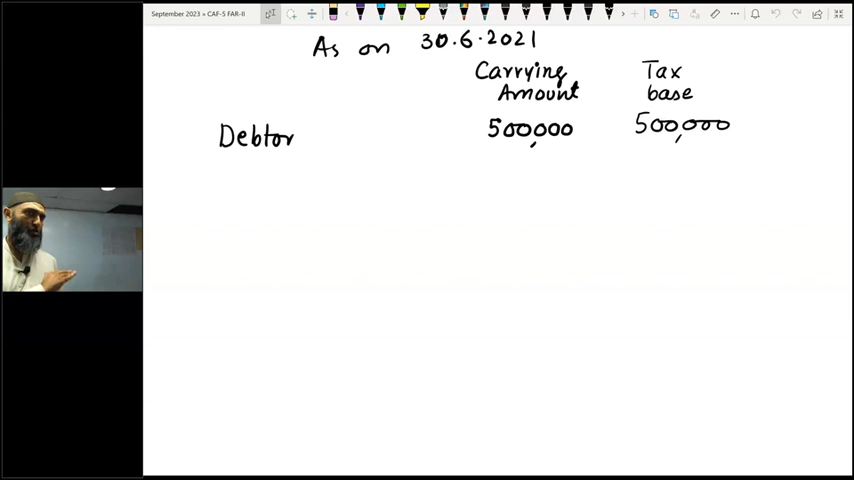 September 2023 » CAF-5 FAR-II
As on 30.6.2021
Carrying Amount
Tax base
Debtor 500,000 500,000